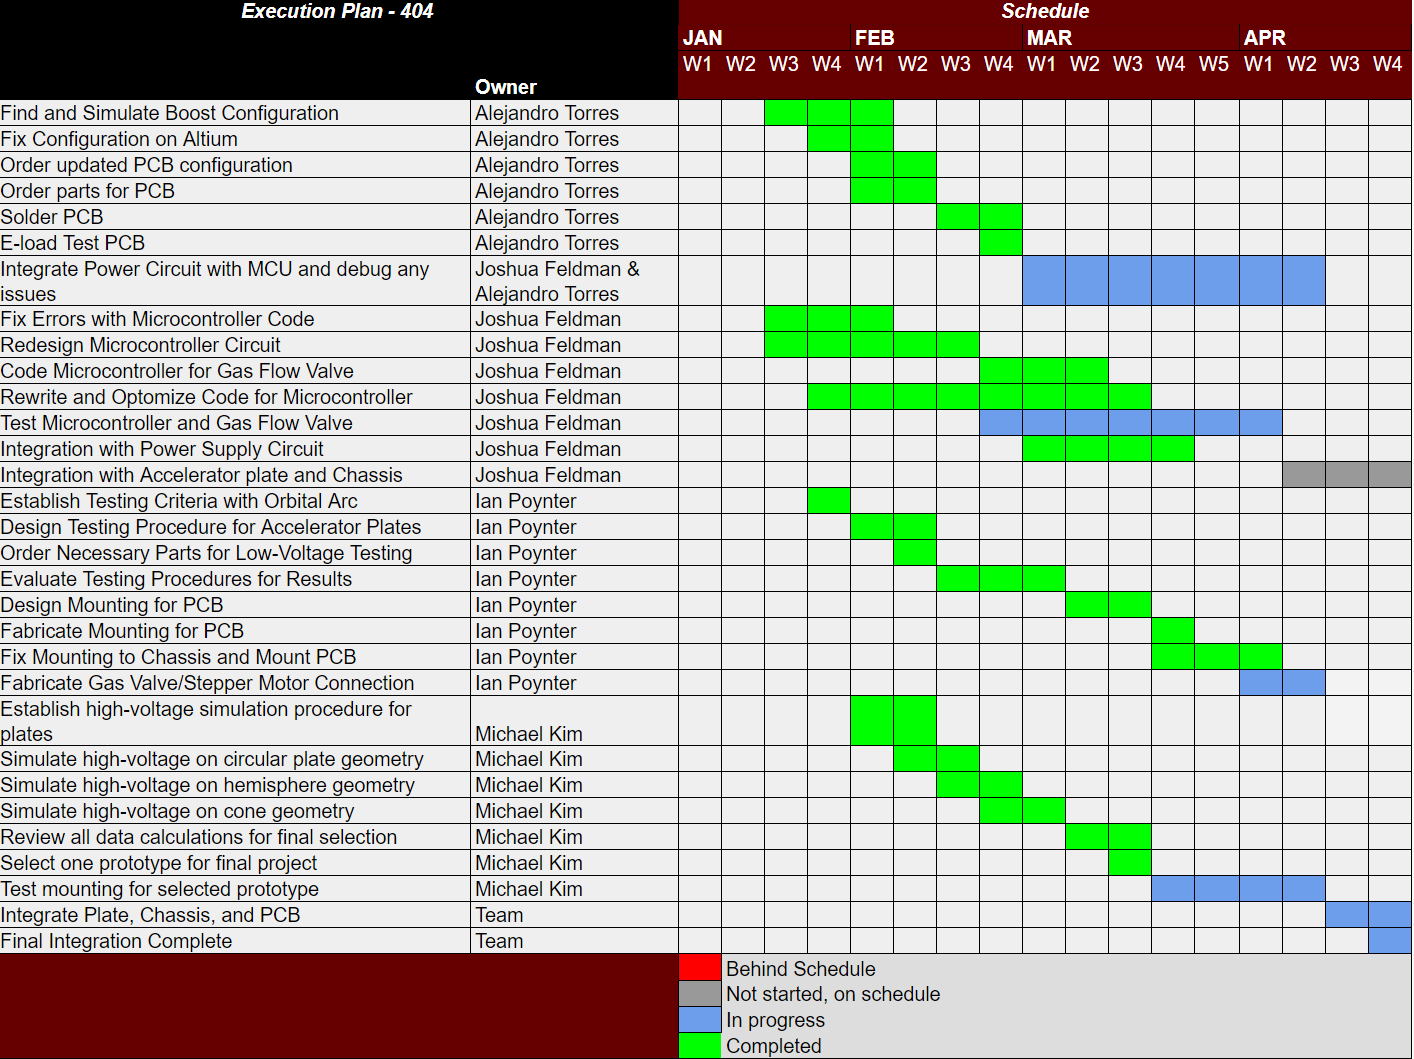 Execution Plan - 404 Schedule
JAN FEB MAR APR
W1 W2 W3 W4 W1 W2 W3 W4 W1 W2 W3 W4 W5 W1 W2 W3 W4
Owner
Find and Simulate Boost Configuration Alejandro Torres
Fix Configuration on Altium Alejandro Torres
Order updated PCB configuration Alejandro Torres
Order parts for PCB Alejandro Torres
Solder PCB Alejandro Torres
E-load Test PCB Alejandro Torres
Integrate Power Circuit with MCU and debug any Joshua Feldman &
issues Alejandro Torres
Fix Errors with Microcontroller Code Joshua Feldman
Redesign Microcontroller Circuit Joshua Feldman
Code Microcontroller for Gas Flow Valve Joshua Feldman
Rewrite and Optomize Code for Microcontroller Joshua Feldman
Test Microcontroller and Gas Flow Valve Joshua Feldman
Integration with Power Supply Circuit Joshua Feldman
Integration with Accelerator plate and Chassis Joshua Feldman
Establish Testing Criteria with Orbital Arc Ian Poynter
Design Testing Procedure for Accelerator Plates Ian Poynter
Order Necessary Parts for Low-Voltage Testing Ian Poynter
Evaluate Testing Procedures for Results Ian Poynter
Design Mounting for PCB Ian Poynter
Fabricate Mounting for PCB Ian Poynter
Fix Mounting to Chassis and Mount PCB Ian Poynter
Fabricate Gas Valve/Stepper Motor Connection Ian Poynter
Establish high-voltage simulation procedure for
plates Michael Kim
Simulate high-voltage on circular plate geometry Michael Kim
Simulate high-voltage on hemisphere geometry Michael Kim
Simulate high-voltage on cone geometry Michael Kim
Review all data calculations for final selection Michael Kim
Select one prototype for final project Michael Kim
Test mounting for selected prototype Michael Kim
Integrate Plate, Chassis, and PCB Team
Final Integration Complete Team
Behind Schedule
Not started, on schedule
In progress
Completed